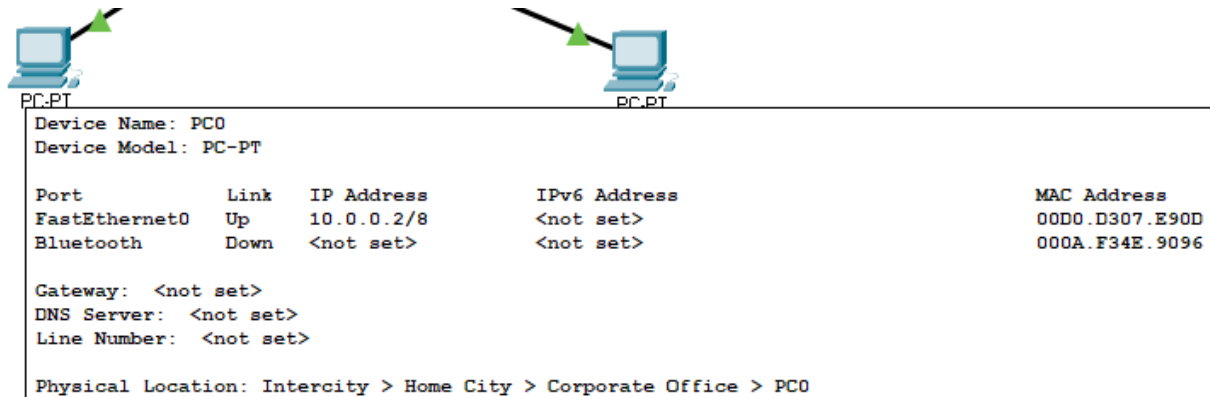 PC-PT
PC-PT
Device Name: PC0
Device Model: PC-PT
Port Link IP Address IPv6 Address MAC Address
FastEthernet0 Up 10.0.0.2/8 <not set> 00D0.D307.E90D
Bluetooth Down <not set> <not set> 000A.F34E.9096
Gateway: <not set>
DNS Server: <not set>
Line Number: <not set>
Physical Location: Intercity > Home City > Corporate Office > PC0